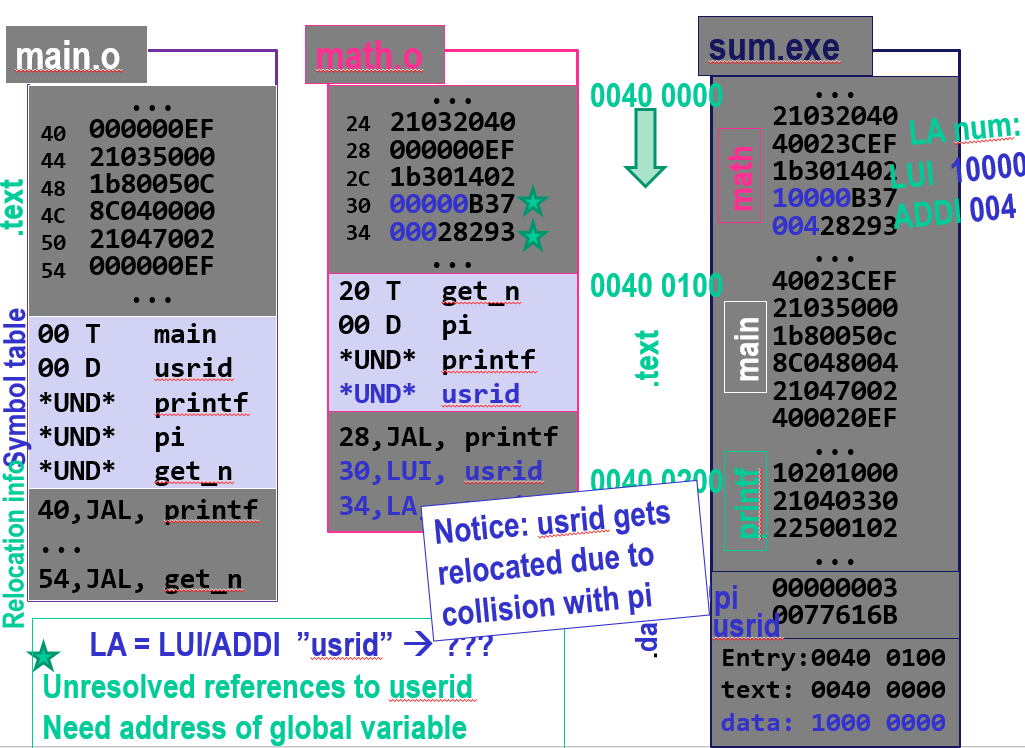 main.o
...
40 000000EF
44 21035000
48 1b80050C
4C 8C040000
50 21047002
54 000000EF
...
.text
00 T main
00 D usrid
*UND* printf
*UND* pi
*UND* get_n
Symbol table
40,JAL, printf
...
54,JAL, get_n
Relocation info
math.o
...
24 21032040
28 000000EF
2C 1b301402
30 00000B37
34 00028293
...
20 T get_n
00 D pi
*UND* printf
*UND* usrid
28,JAL, printf
30,LUI, usrid
34,LA
Notice: usrid gets
relocated due to
collision with pi
LA = LUI/ADDI ”usrid” → ???
Unresolved references to userid
Need address of global variable
0040 0000
0040 0100
.text
0040 0200
.da
sum.exe
...
21032040
40023CEF
1b301402
10000B37
00428293
math
LA num:
LUI 10000
ADDI 004
...
40023CEF
21035000
1b80050c
8C048004
21047002
400020EF
main
...
10201000
21040330
22500102
printf
...
pi 00000003
usrid 0077616B
Entry:0040 0100
text: 0040 0000
data: 1000 0000